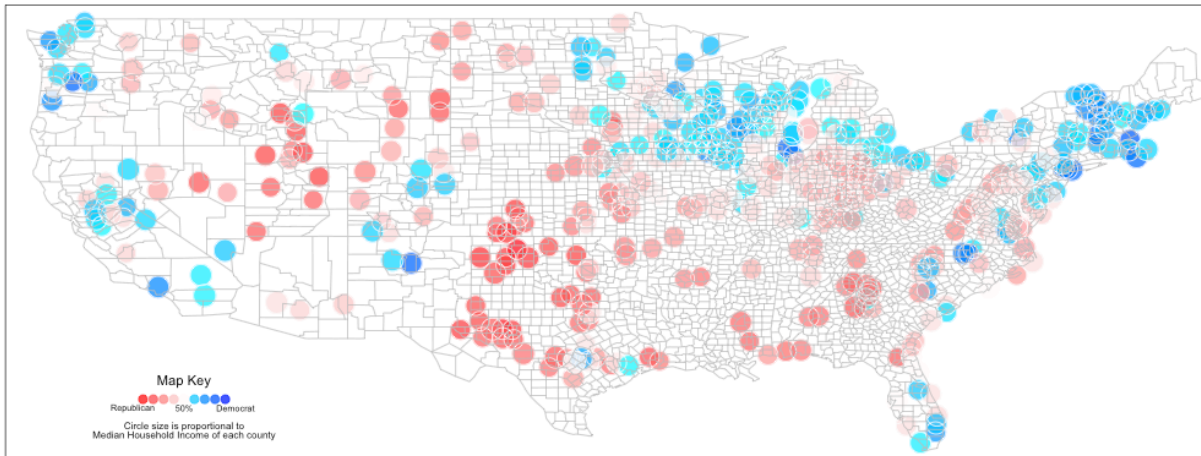 Map Key
Republican 50% Democrat
Circle size is proportional to
Median Household Income of each county